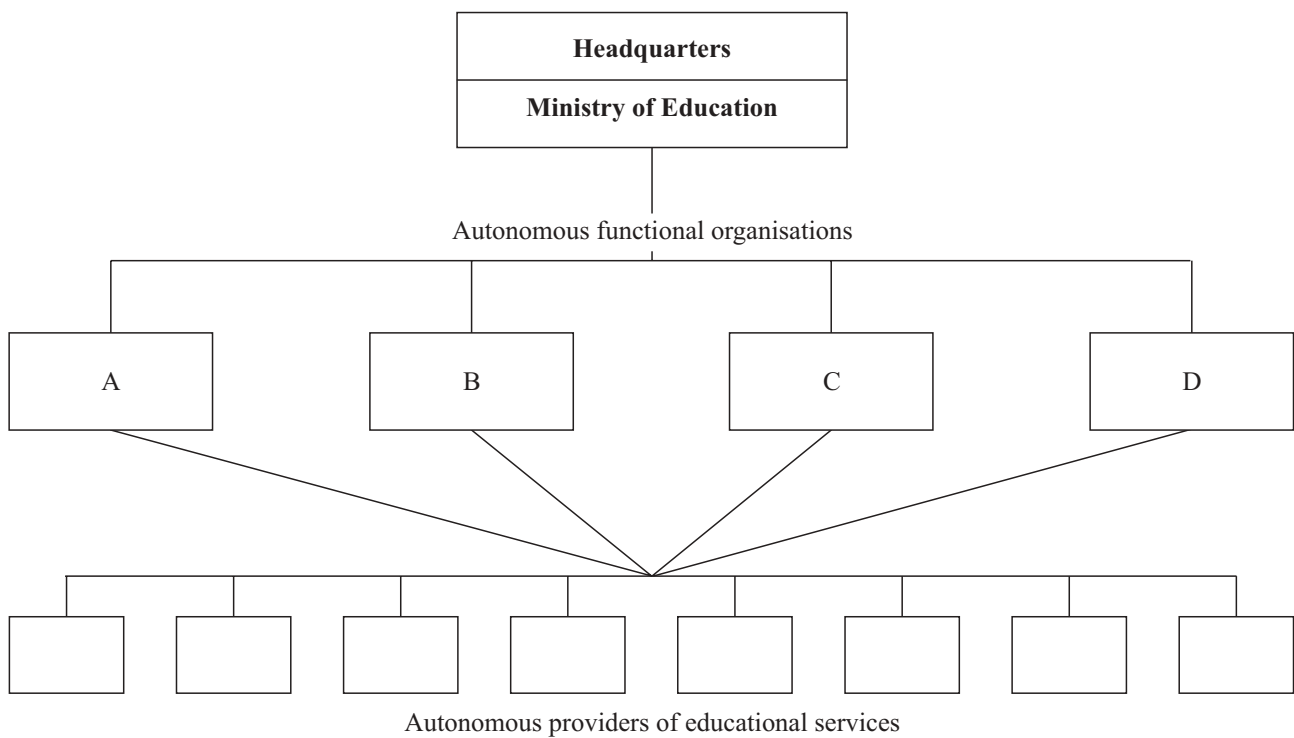 Headquarters
Ministry of Education
Autonomous functional organisations
A
B
C
D
Autonomous providers of educational services